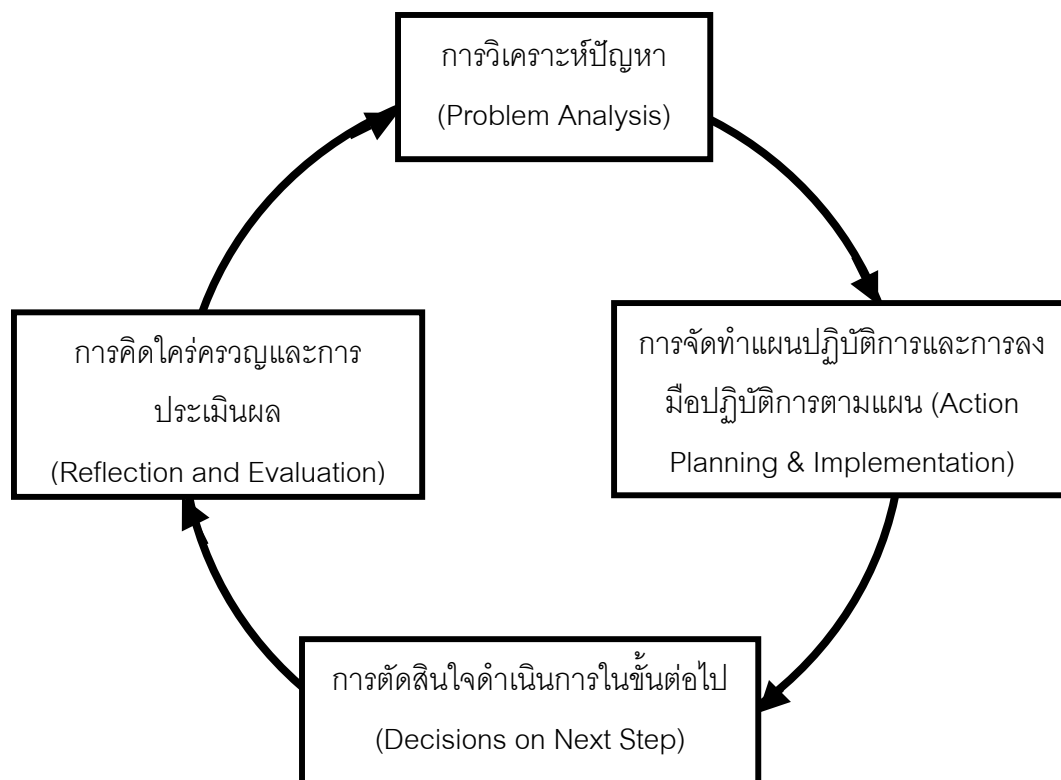 การวิเคราะห์ปัญหา
(Problem Analysis)
การจัดทำแผนปฏิบัติการและการลง
มือปฏิบัติการตามแผน (Action
Planning & Implementation)
การตัดสินใจดำเนินการในขั้นต่อไป
(Decisions on Next Step)
การคิดใคร่ครวญและการ
ประเมินผล
(Reflection and Evaluation)